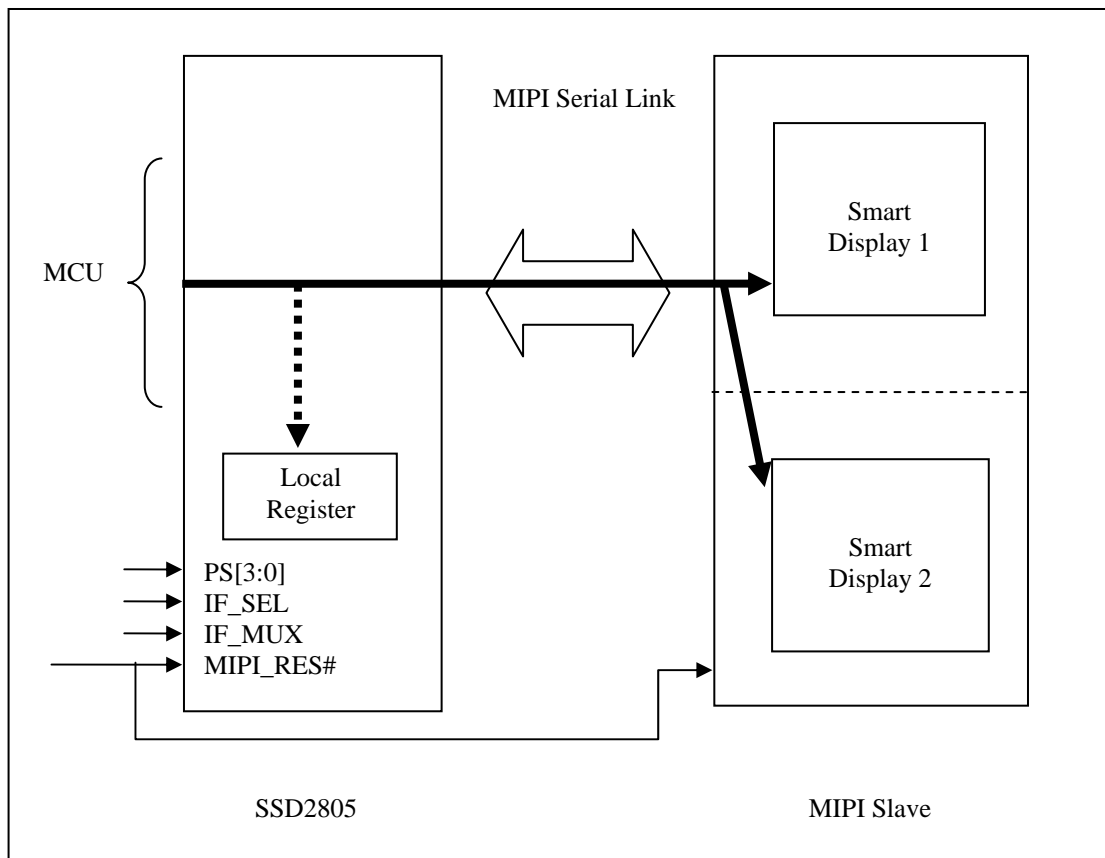 MIPI Serial Link
Smart
Display 1
MCU
Local
Register
Smart
Display 2
PS[3:0]
IF_SEL
IF_MUX
MIPI_RES#
SSD2805
MIPI Slave